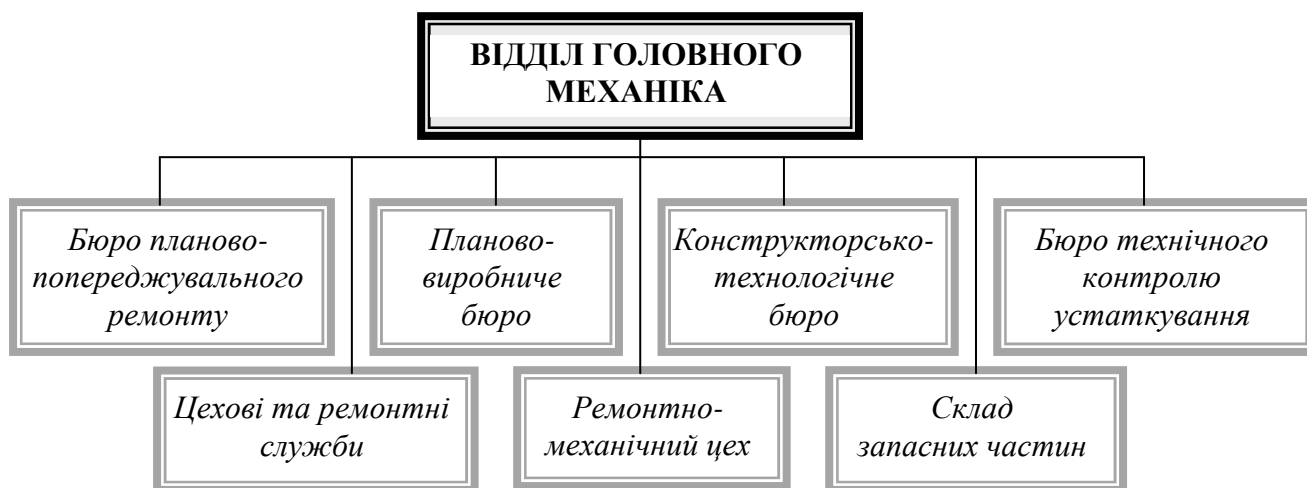 ВІДДІЛ ГОЛОВНОГО
МЕХАНІКА
Бюро планово-
попереджувального
ремонту
Планово-
виробниче
бюро
Конструкторсько-
технологічне
бюро
Бюро технічного
контролю
устаткування
Цехові та ремонтні
служби
Ремонтно-
механічний цех
Склад
запасних частин